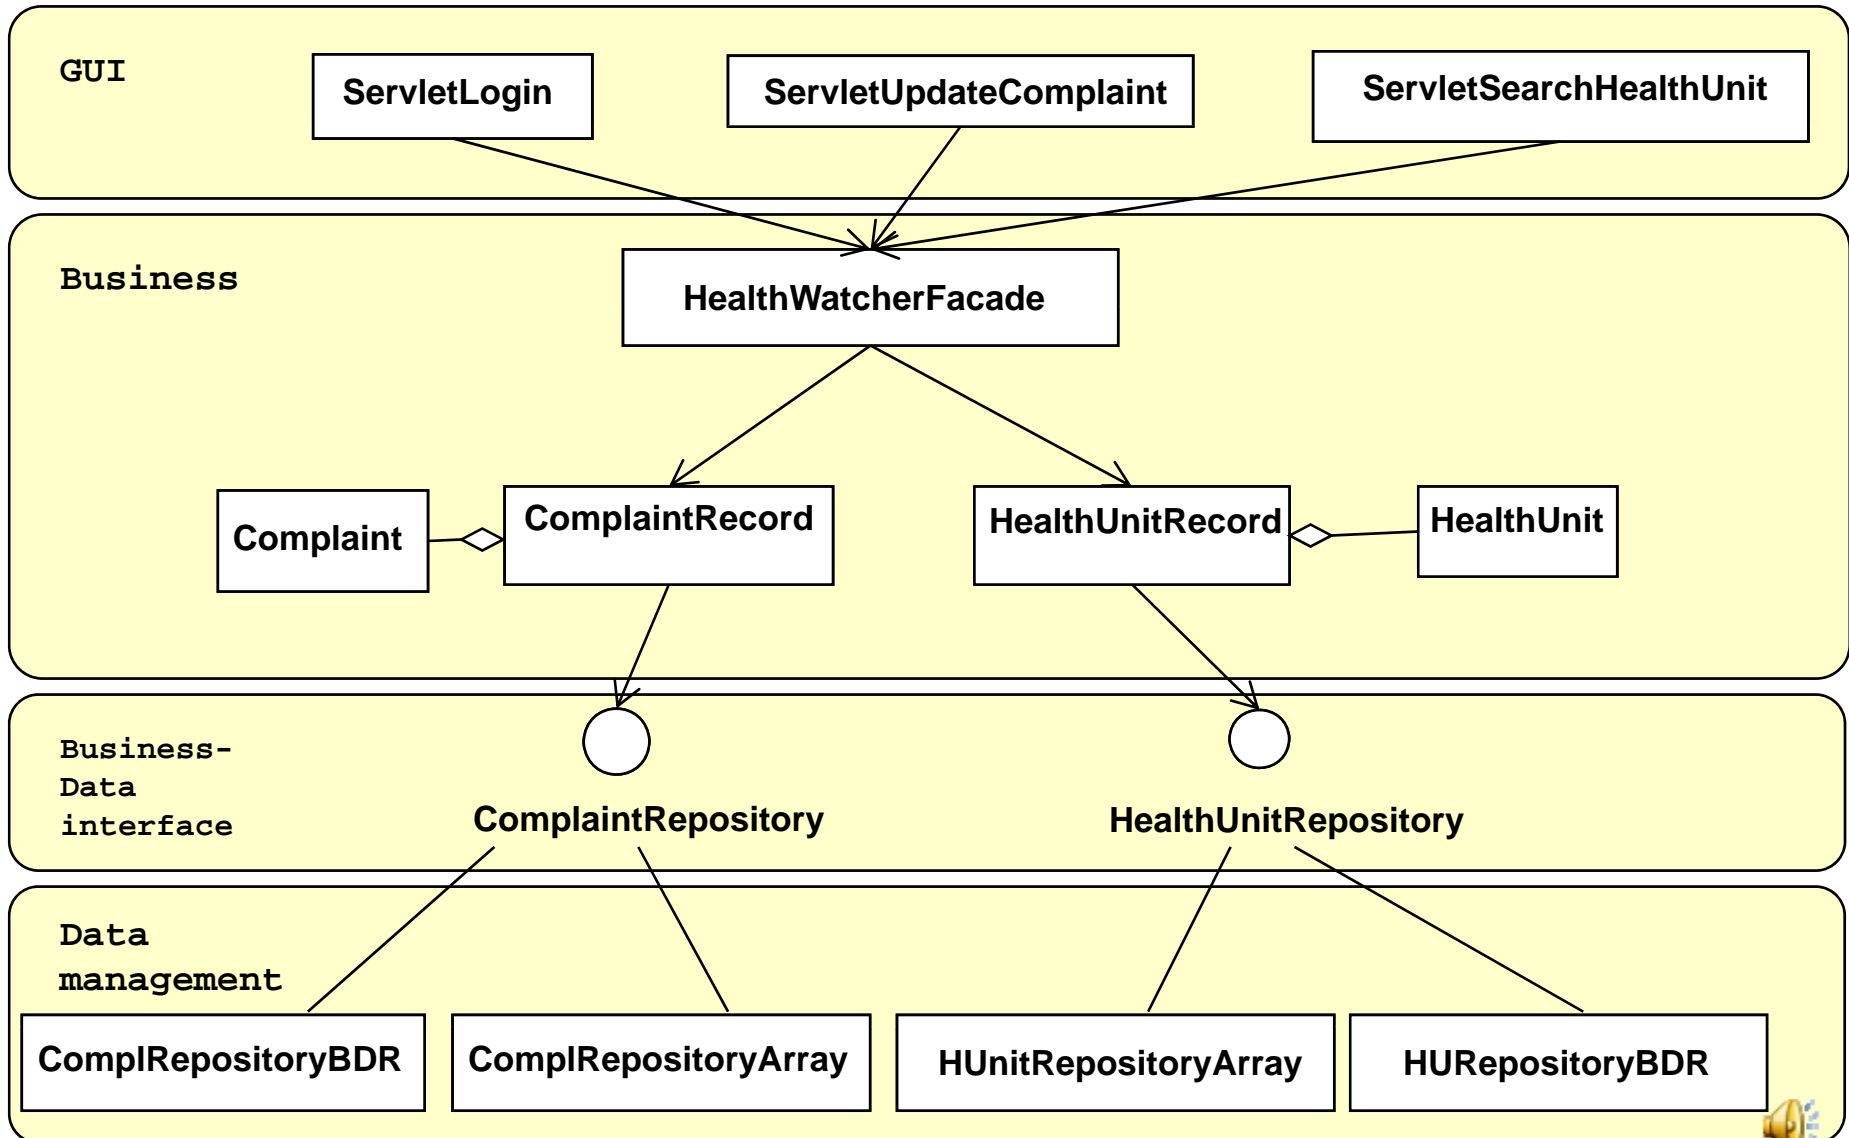 GUI
ServletLogin
ServletUpdateComplaint
ServletSearchHealthUnit
Business
HealthWatcherFacade
Complaint
ComplaintRecord
HealthUnitRecord
HealthUnit
Business-
Data
interface
ComplaintRepository
HealthUnitRepository
Data
management
ComplRepositoryBDR
ComplRepositoryArray
HUnitRepositoryArray
HURepositoryBDR